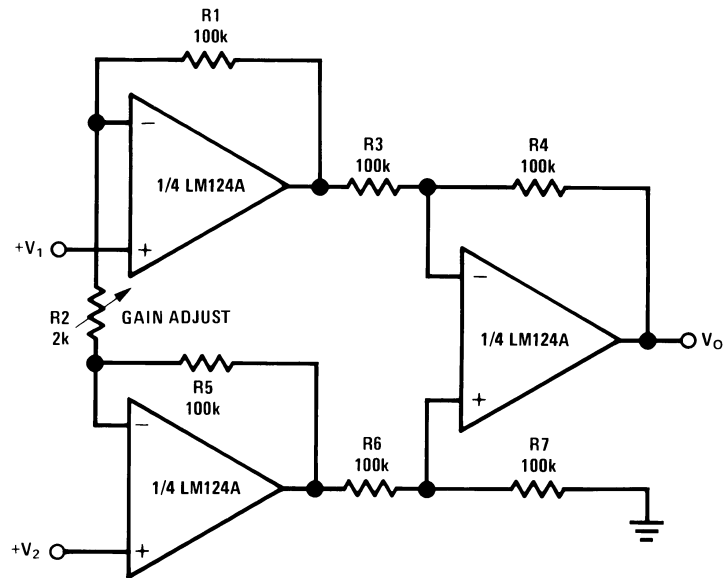 R1
100k
−
1/4 LM124A
+
+V1
R3
100k
R4
100k
R2
2k
GAIN ADJUST
−
1/4 LM124A
+
VO
R5
100k
−
1/4 LM124A
+
+V2
R6
100k
R7
100k